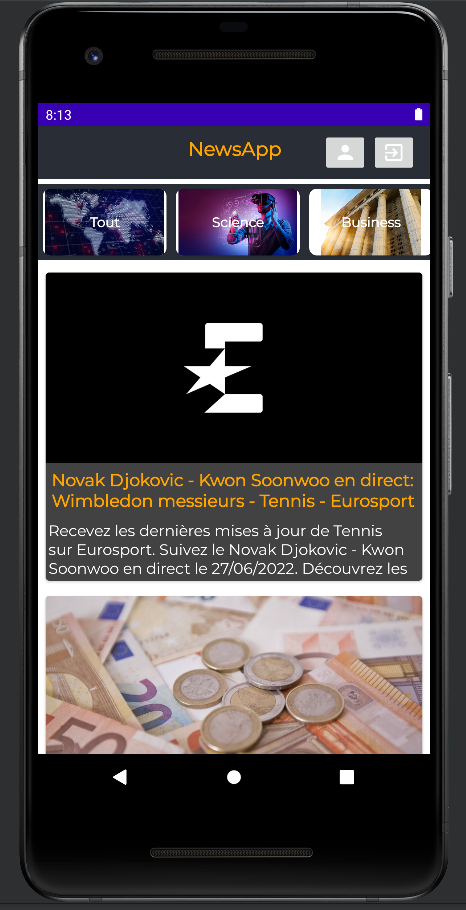 8:13
NewsApp
Tout
Science
Business
Novak Djokovic - Kwon Soonwoo en direct:
Wimbledon messieurs - Tennis - Eurosport
Recevez les dernières mises à jour de Tennis
sur Eurosport. Suivez le Novak Djokovic - Kwon
Soonwoo en direct le 27/06/2022. Découvrez les
20
50